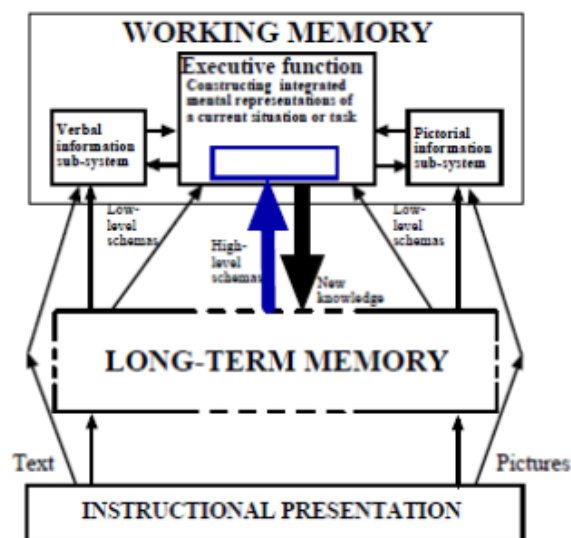 WORKING MEMORY
Executive function
Constructing integrated
mental representations of
a current situation or task
Verbal
information
sub-system
Pictorial
information
sub-system
Low-
level
schemas
High-
level
schemas
New
knowledge
Low-
level
schemas
LONG-TERM MEMORY
Text
Pictures
INSTRUCTIONAL PRESENTATION